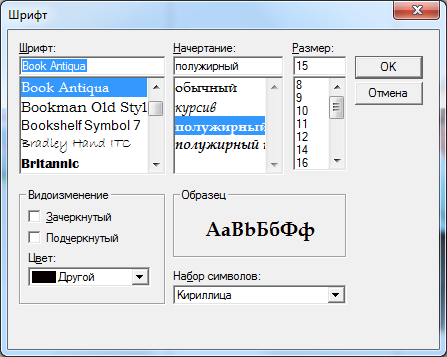 Шрифт
Шрифт: Начертание: Размер:
Book Antiqua полужирный 15 OK
Book Antiqua обычный 8 Отмена
Bookman Old Styl курсив 9
Bookshelf Symbol 7 полужирный 10
Bradley Hand ITC полужирный 11
Britannic 12
14
16
Видоизменение Образец
Зачеркнутый
Подчеркнутый АаВbБбФф
Цвет:
Другой Набор символов:
Кириллица